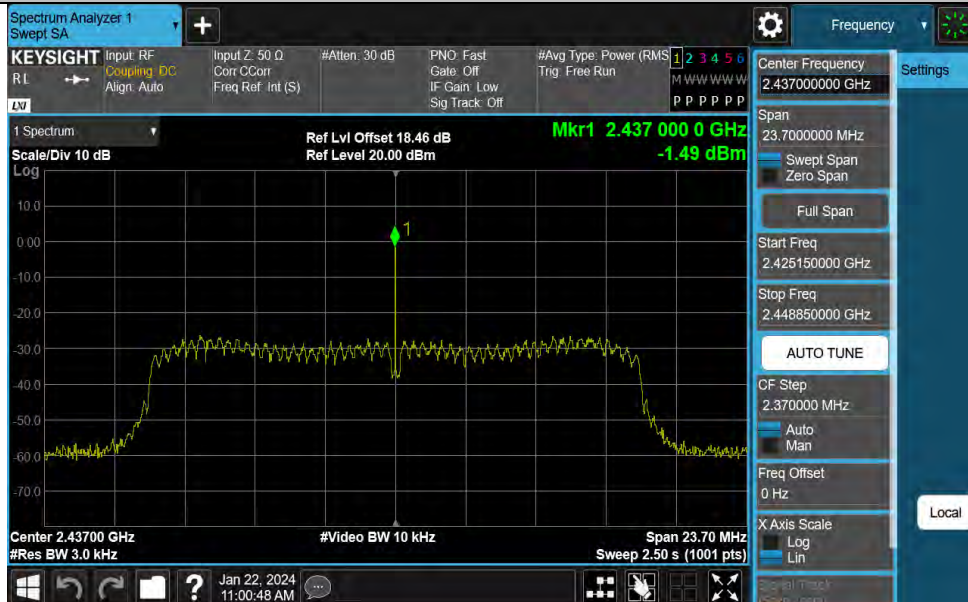 Spectrum Analyzer 1
Swept SA
+
Frequency
KEYSIGHT
RL
LXI
Input: RF
Coupling: DC
Align: Auto
Input Z: 50 Ω
Corr CCorr
Freq Ref: Int (S)
#Atten: 30 dB
PNO: Fast
Gate: Off
IF Gain: Low
Sig Track: Off
#Avg Type: Power (RMS
Trig: Free Run
1 2 3 4 5 6
M W W W W W
P P P P P P
1 Spectrum
Scale/Div 10 dB
Log
Ref Lvl Offset 18.46 dB
Ref Level 20.00 dBm
Mkr1 2.437 000 0 GHz
-1.49 dBm
10.0
0.00
-10.0
-20.0
-30.0
-40.0
-50.0
-60.0
-70.0
1
Center 2.43700 GHz
#Res BW 3.0 kHz
#Video BW 10 kHz
Span 23.70 MHz
Sweep 2.50 s (1001 pts)
Center Frequency
2.437000000 GHz
Span
23.7000000 MHz
Swept Span
Zero Span
Full Span
Start Freq
2.425150000 GHz
Stop Freq
2.448850000 GHz
AUTO TUNE
CF Step
2.370000 MHz
Auto
Man
Freq Offset
0 Hz
X Axis Scale
Log
Lin
Settings
Local
?
Jan 22, 2024
11:00:48 AM